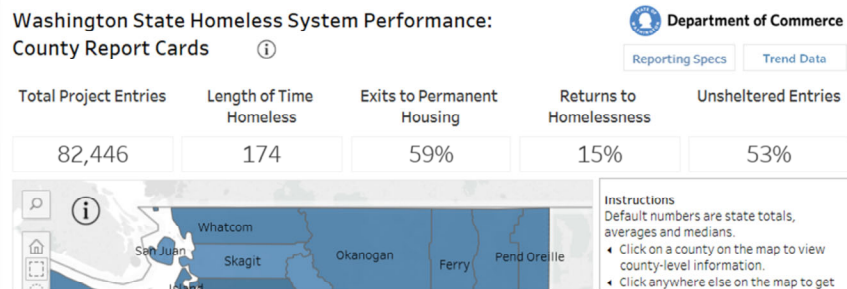 Washington State Homeless System Performance:
County Report Cards
Department of Commerce
Reporting Specs
Trend Data
Total Project Entries
Length of Time
Homeless
Exits to Permanent
Housing
Returns to
Homelessness
Unsheltered Entries
82,446
174
59%
15%
53%
Instructions
Default numbers are state totals,
averages and medians.
Click on a county on the map to view
county-level information.
Click anywhere else on the map to get
Whatcom
San Juan
Skagit
Okanogan
Ferry
Pend Oreille
Island